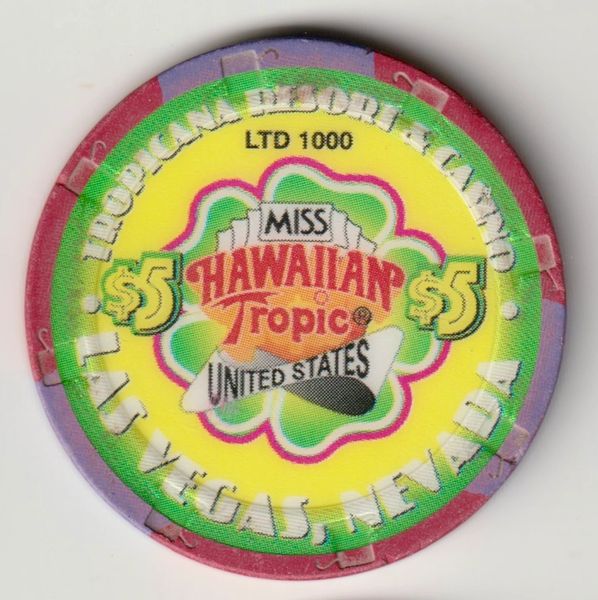 TROPICANA RESORT & CASINO
LTD 1000
MISS
HAWAIIAN
Tropic®
UNITED STATES
$5
$5
LAS VEGAS, NEVADA